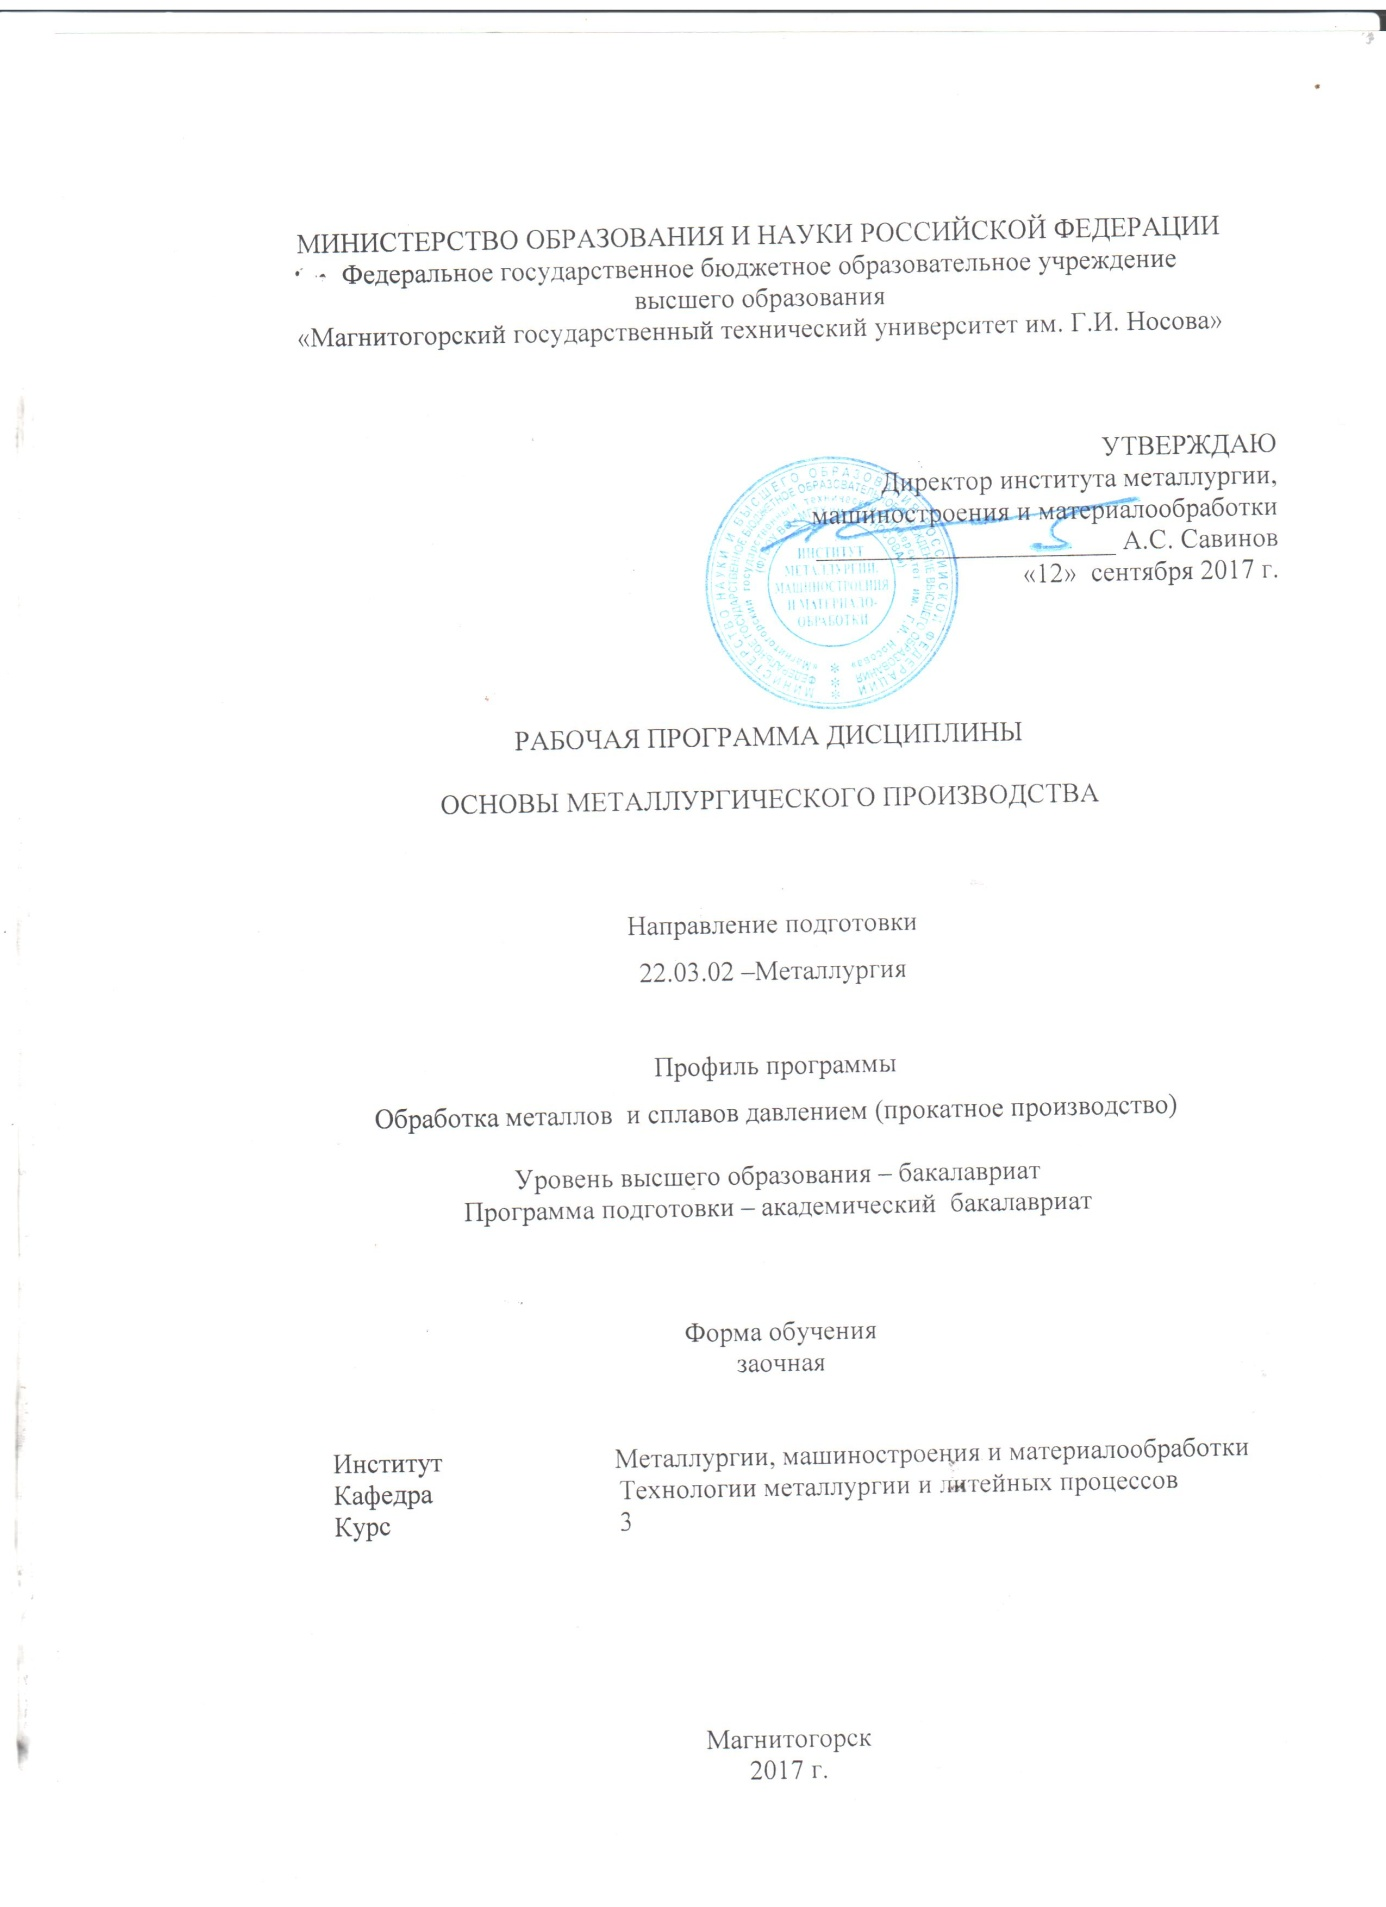 МИНИСТЕРСТВО ОБРАЗОВАНИЯ И НАУКИ РОССИЙСКОЙ ФЕДЕРАЦИИ
Федеральное государственное бюджетное образовательное учреждение
высшего образования
«Магнитогорский государственный технический университет им. Г.И. Носова»
УТВЕРЖДАЮ
Директор института металлургии,
машиностроения и материалообработки
А.С. Савинов
«12» сентября 2017 г.
ИНСТИТУТ
МЕТАЛЛУРГИИ,
МАШИНОСТРОЕНИЯ
И МАТЕРИАЛО-
ОБРАБОТКИ
РАБОЧАЯ ПРОГРАММА ДИСЦИПЛИНЫ
ОСНОВЫ МЕТАЛЛУРГИЧЕСКОГО ПРОИЗВОДСТВА
Направление подготовки
22.03.02 –Металлургия
Профиль программы
Обработка металлов и сплавов давлением (прокатное производство)
Уровень высшего образования – бакалавриат
Программа подготовки – академический бакалавриат
Форма обучения
заочная
Институт Металлургии, машиностроения и материалообработки
Кафедра Технологии металлургии и литейных процессов
Курс 3
Магнитогорск
2017 г.